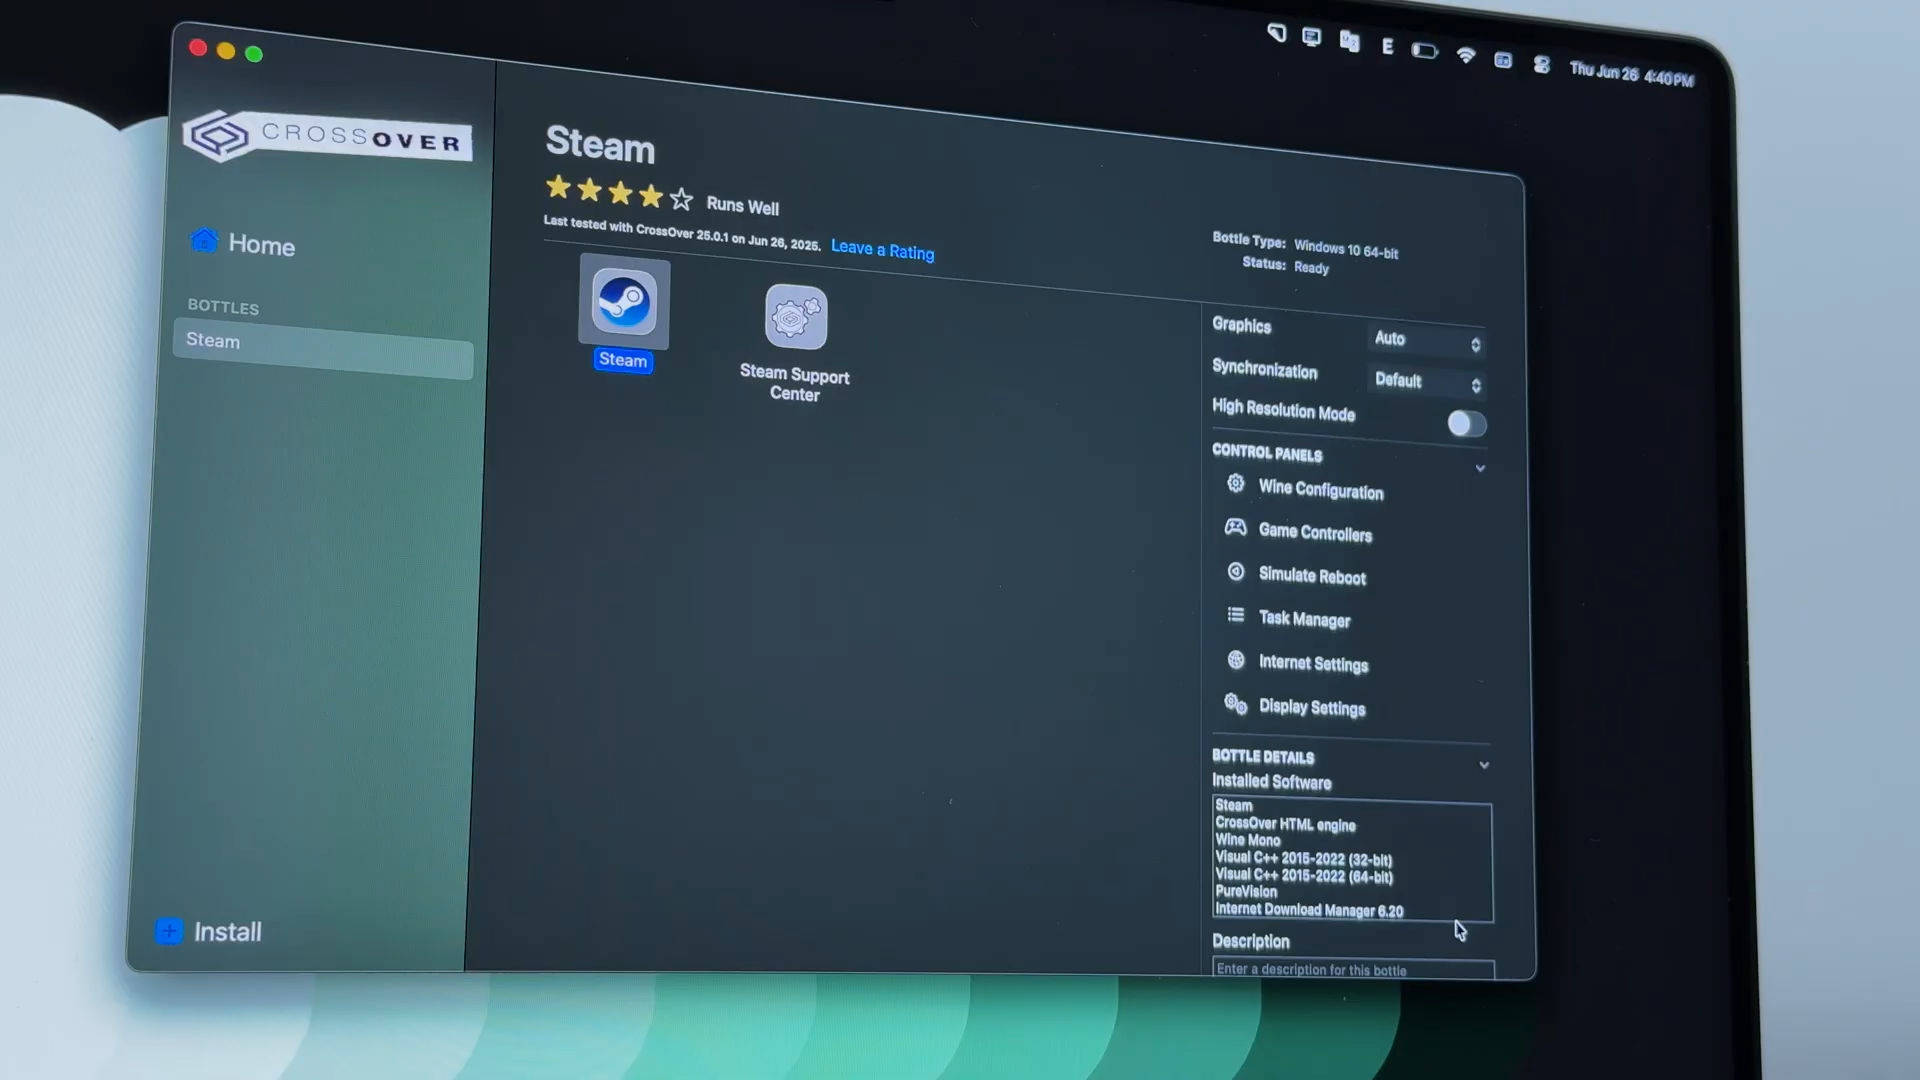 Thu Jun 26 4:40PM
E
CROSSOVER
Home
BOTTLES
Steam
Install
Steam
Runs Well
Last tested with CrossOver 25.0.1 on Jun 26, 2025. Leave a Rating
Steam
Steam Support
Center
Bottle Type: Windows 10 64-bit
Status: Ready
Graphics Auto
Synchronization Default
High Resolution Mode
CONTROL PANELS
Wine Configuration
Game Controllers
Simulate Reboot
Task Manager
Internet Settings
Display Settings
BOTTLE DETAILS
Installed Software
Steam
CrossOver HTML engine
Wine Mono
Visual C++ 2015-2022 (32-bit)
Visual C++ 2015-2022 (64-bit)
PureVision
Internet Download Manager 6.20
Description
Enter a description for this bottle